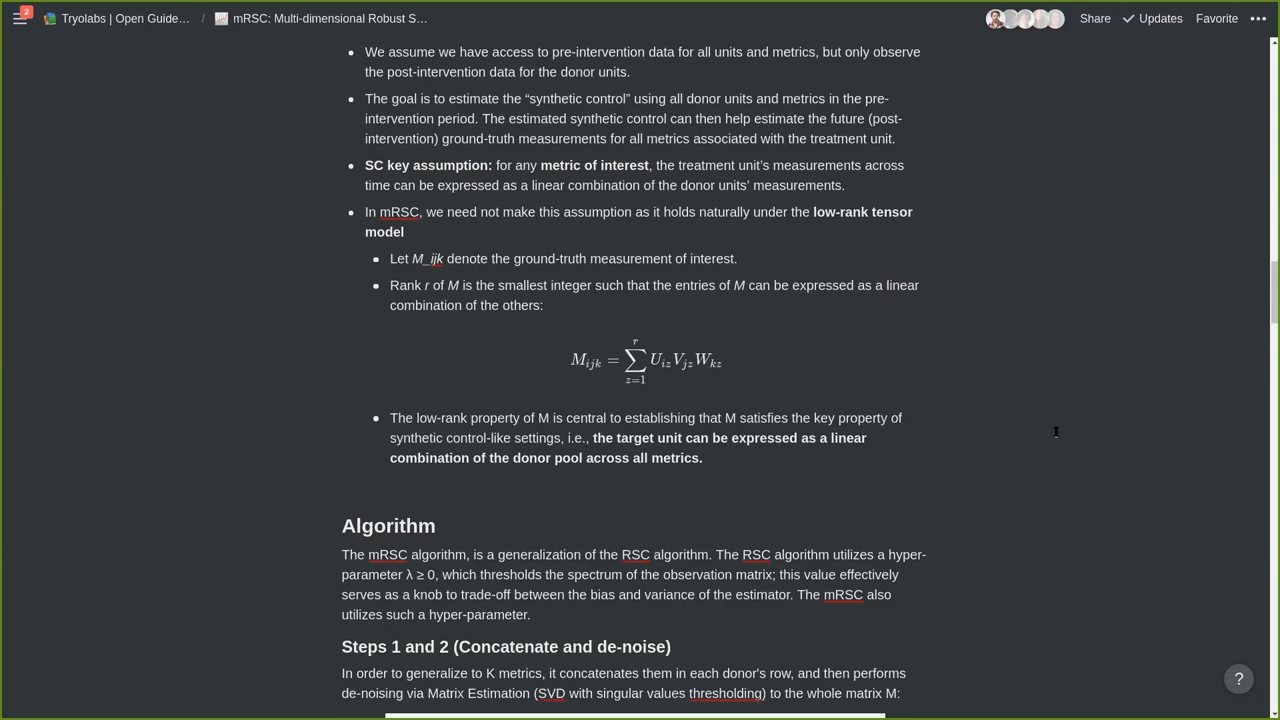 2
Tryolabs | Open Guide… / mRSC: Multi-dimensional Robust S… Share Updates Favorite
We assume we have access to pre-intervention data for all units and metrics, but only observe
the post-intervention data for the donor units.
The goal is to estimate the “synthetic control” using all donor units and metrics in the pre-
intervention period. The estimated synthetic control can then help estimate the future (post-
intervention) ground-truth measurements for all metrics associated with the treatment unit.
SC key assumption: for any metric of interest, the treatment unit’s measurements across
time can be expressed as a linear combination of the donor units’ measurements.
In mRSC, we need not make this assumption as it holds naturally under the low-rank tensor
model
Let M_ijk denote the ground-truth measurement of interest.
Rank r of M is the smallest integer such that the entries of M can be expressed as a linear
combination of the others:
M_{ijk} = \sum_{z=1}^{r} U_{iz} V_{jz} W_{kz}
The low-rank property of M is central to establishing that M satisfies the key property of
synthetic control-like settings, i.e., the target unit can be expressed as a linear
combination of the donor pool across all metrics.
Algorithm
The mRSC algorithm, is a generalization of the RSC algorithm. The RSC algorithm utilizes a hyper-
parameter λ ≥ 0, which thresholds the spectrum of the observation matrix; this value effectively
serves as a knob to trade-off between the bias and variance of the estimator. The mRSC also
utilizes such a hyper-parameter.
Steps 1 and 2 (Concatenate and de-noise)
In order to generalize to K metrics, it concatenates them in each donor's row, and then performs
de-noising via Matrix Estimation (SVD with singular values thresholding) to the whole matrix M:
?